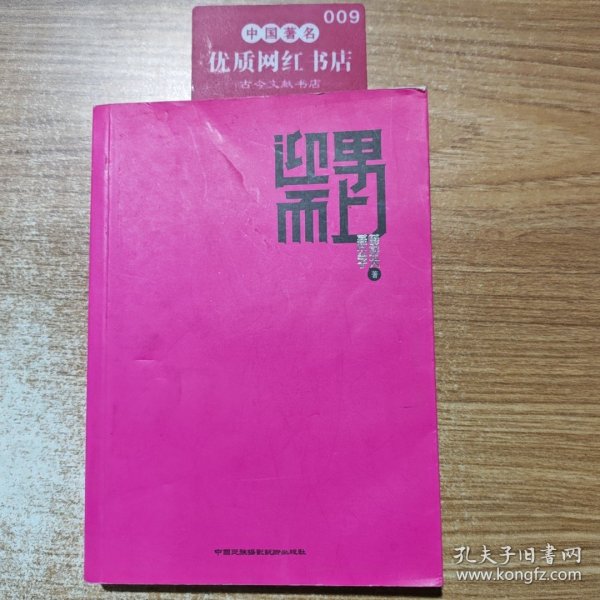 009
中国著名
优质网红书店
古今文献书店
迎男
而上
著
中国民族摄影艺术出版社
孔夫子旧书网
www.kongfz.com